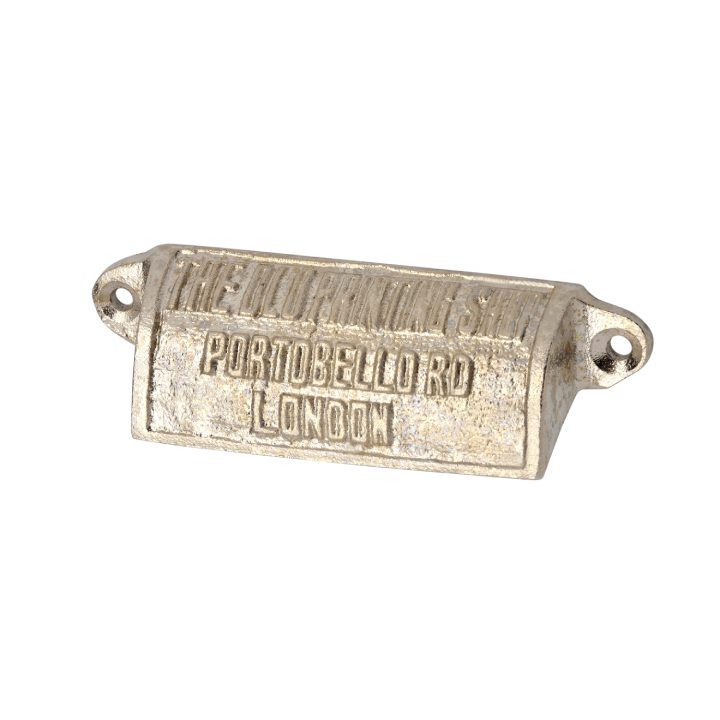 THE OLD PRINTING SHOP
PORTOBELLO RD
LONDON